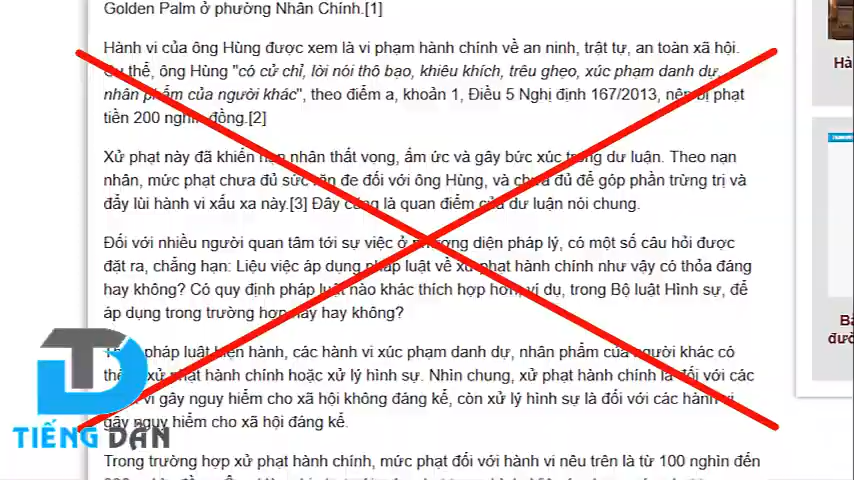 Golden Palm ở phường Nhân Chính.[1]
Hành vi của ông Hùng được xem là vi phạm hành chính về an ninh, trật tự, an toàn xã hội.
thể, ông Hùng "có cử chỉ, lời nói thô bạo, khiêu khích, trêu ghẹo, xúc phạm danh dự,
nhân phẩm của người khác", theo điểm a, khoản 1, Điều 5 Nghị định 167/2013, nên bị phạt
tiền 200 nghìn đồng.[2]
Xử phạt này đã khiến nạn nhân thất vọng, ấm ức và gây bức xúc trong dư luận. Theo nạn
nhân, mức phạt chưa đủ sức răn đe đối với ông Hùng, và chưa đủ để góp phần trừng trị và
đẩy lùi hành vi xấu xa này.[3] Đây cũng là quan điểm của dư luận nói chung.
Đối với nhiều người quan tâm tới sự việc ở phương diện pháp lý, có một số câu hỏi được
đặt ra, chẳng hạn: Liệu việc áp dụng pháp luật về xử phạt hành chính như vậy có thỏa đáng
hay không? Có quy định pháp luật nào khác thích hợp hơn, ví dụ, trong Bộ luật Hình sự, để
áp dụng trong trường hợp này hay không?
pháp luật hiện hành, các hành vi xúc phạm danh dự, nhân phẩm của người khác có
thể xử phạt hành chính hoặc xử lý hình sự. Nhìn chung, xử phạt hành chính là đối với các
vi gây nguy hiểm cho xã hội không đáng kể, còn xử lý hình sự là đối với các hành vi
gây nguy hiểm cho xã hội đáng kể.
Trong trường hợp xử phạt hành chính, mức phạt đối với hành vi nêu trên là từ 100 nghìn đến
TD
TIẾNG DÂN
Hà
đườ